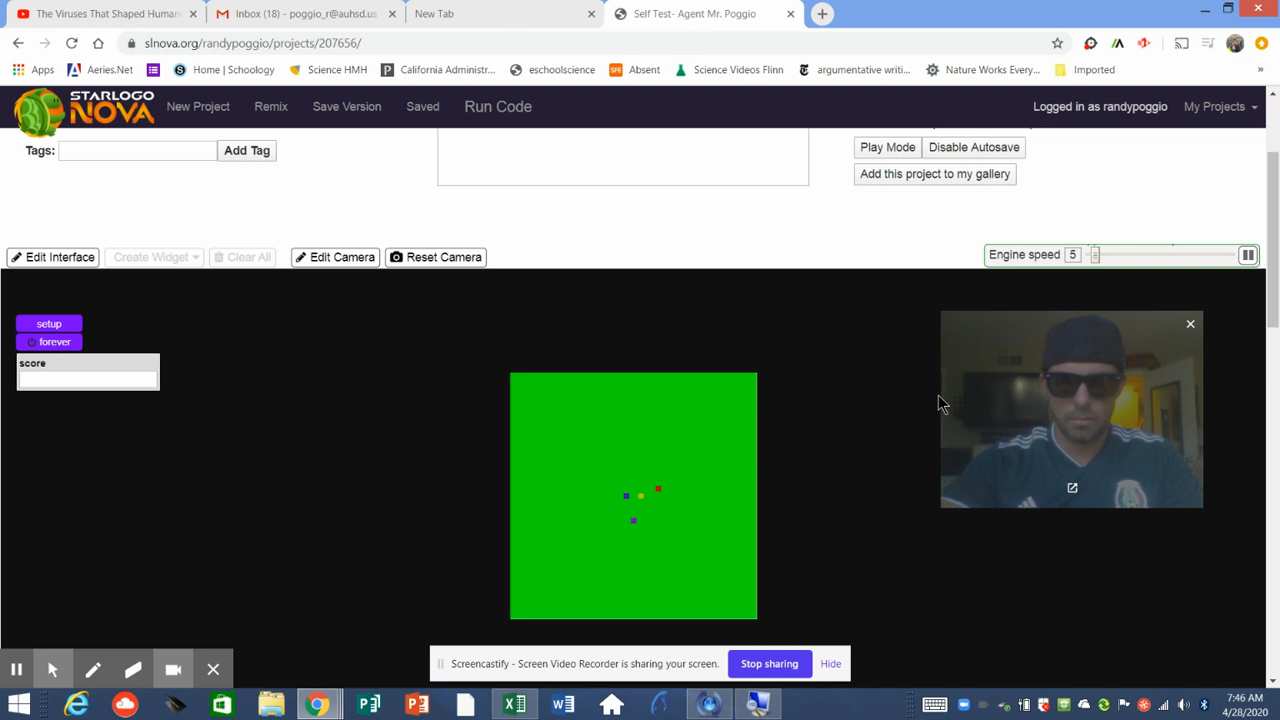 The Viruses That Shaped Human
Inbox (18) - poggio_r@auhsd.us
New Tab
Self Test- Agent Mr. Poggio
slnova.org/randypoggio/projects/207656/
Apps
Aeries.Net
Home | Schoology
Science HMH
California Administr...
eschoolscience
SFE Absent
Science Videos Flinn
argumentative writi...
Nature Works Every...
Imported
»
STARLOGO NOVA
New Project
Remix
Save Version
Saved
Run Code
Logged in as randypoggio
My Projects
Tags:
Add Tag
Play Mode
Disable Autosave
Add this project to my gallery
Edit Interface
Create Widget
Clear All
Edit Camera
Reset Camera
Engine speed 5
setup
forever
score
Screencastify - Screen Video Recorder is sharing your screen.
Stop sharing
Hide
7:46 AM
4/28/2020